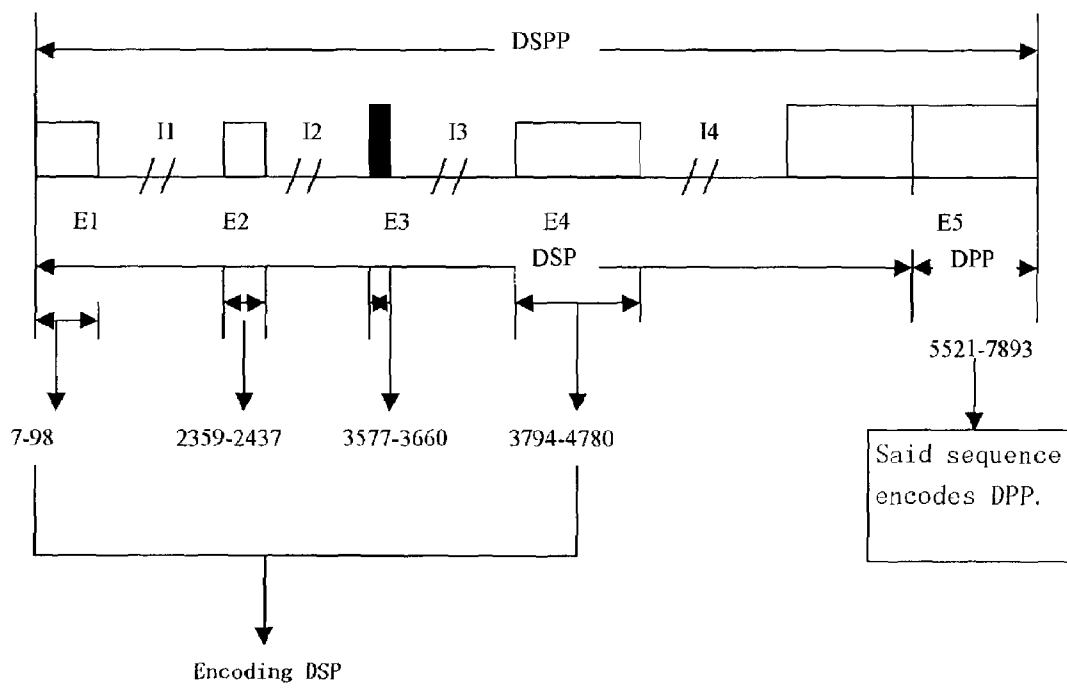 DSPP
I1 I2 I3 I4
E1 E2 E3 E4 E5
DSP DPP
5521-7893
7-98 2359-2437 3577-3660 3794-4780
Said sequence
encodes DPP.
Encoding DSP